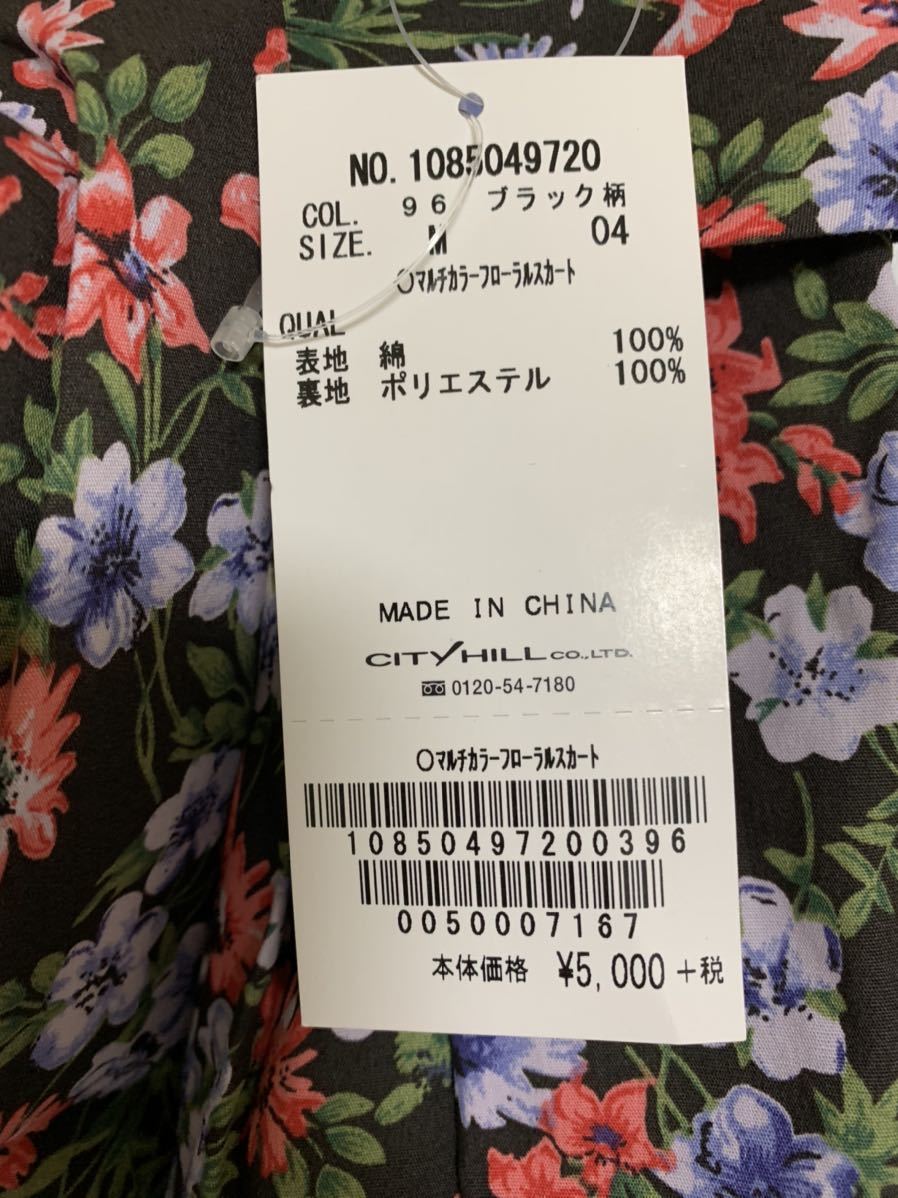 NO. 1085049720
COL. 96 ブラック柄
SIZE. M 04
○マルチカラーフローラルスカート
QUAL
表地 綿 100%
裏地 ポリエステル 100%
MADE IN CHINA
CITY HILL CO.,LTD.
0120-54-7180
○マルチカラーフローラルスカート
10850497200396
0050007167
本体価格 ¥5,000 +税